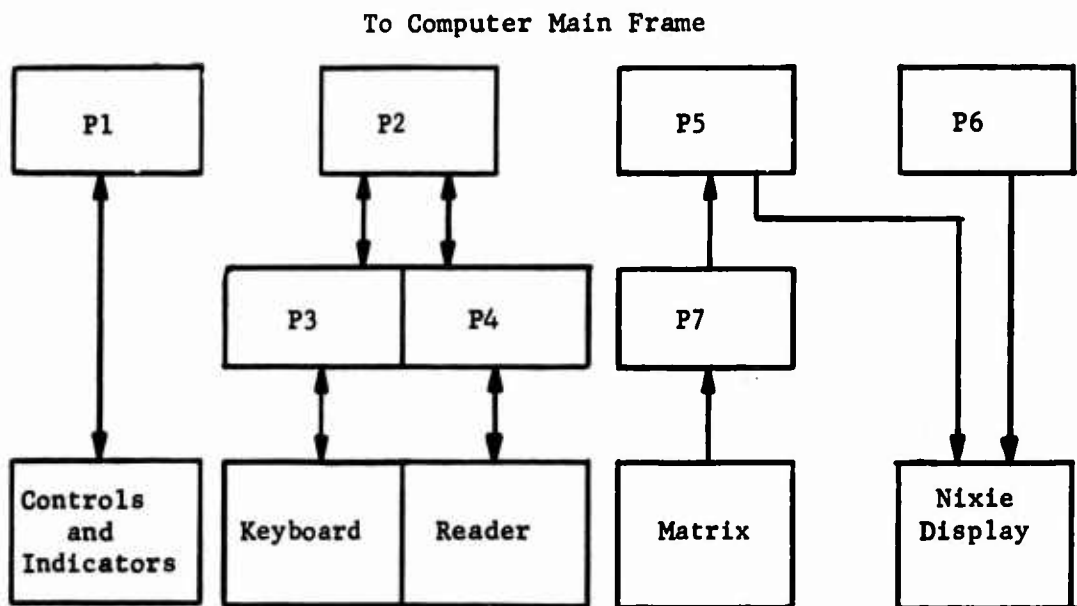 To Computer Main Frame
P1
P2
P5
P6
P3
P4
P7
Controls
and
Indicators
Keyboard
Reader
Matrix
Nixie
Display